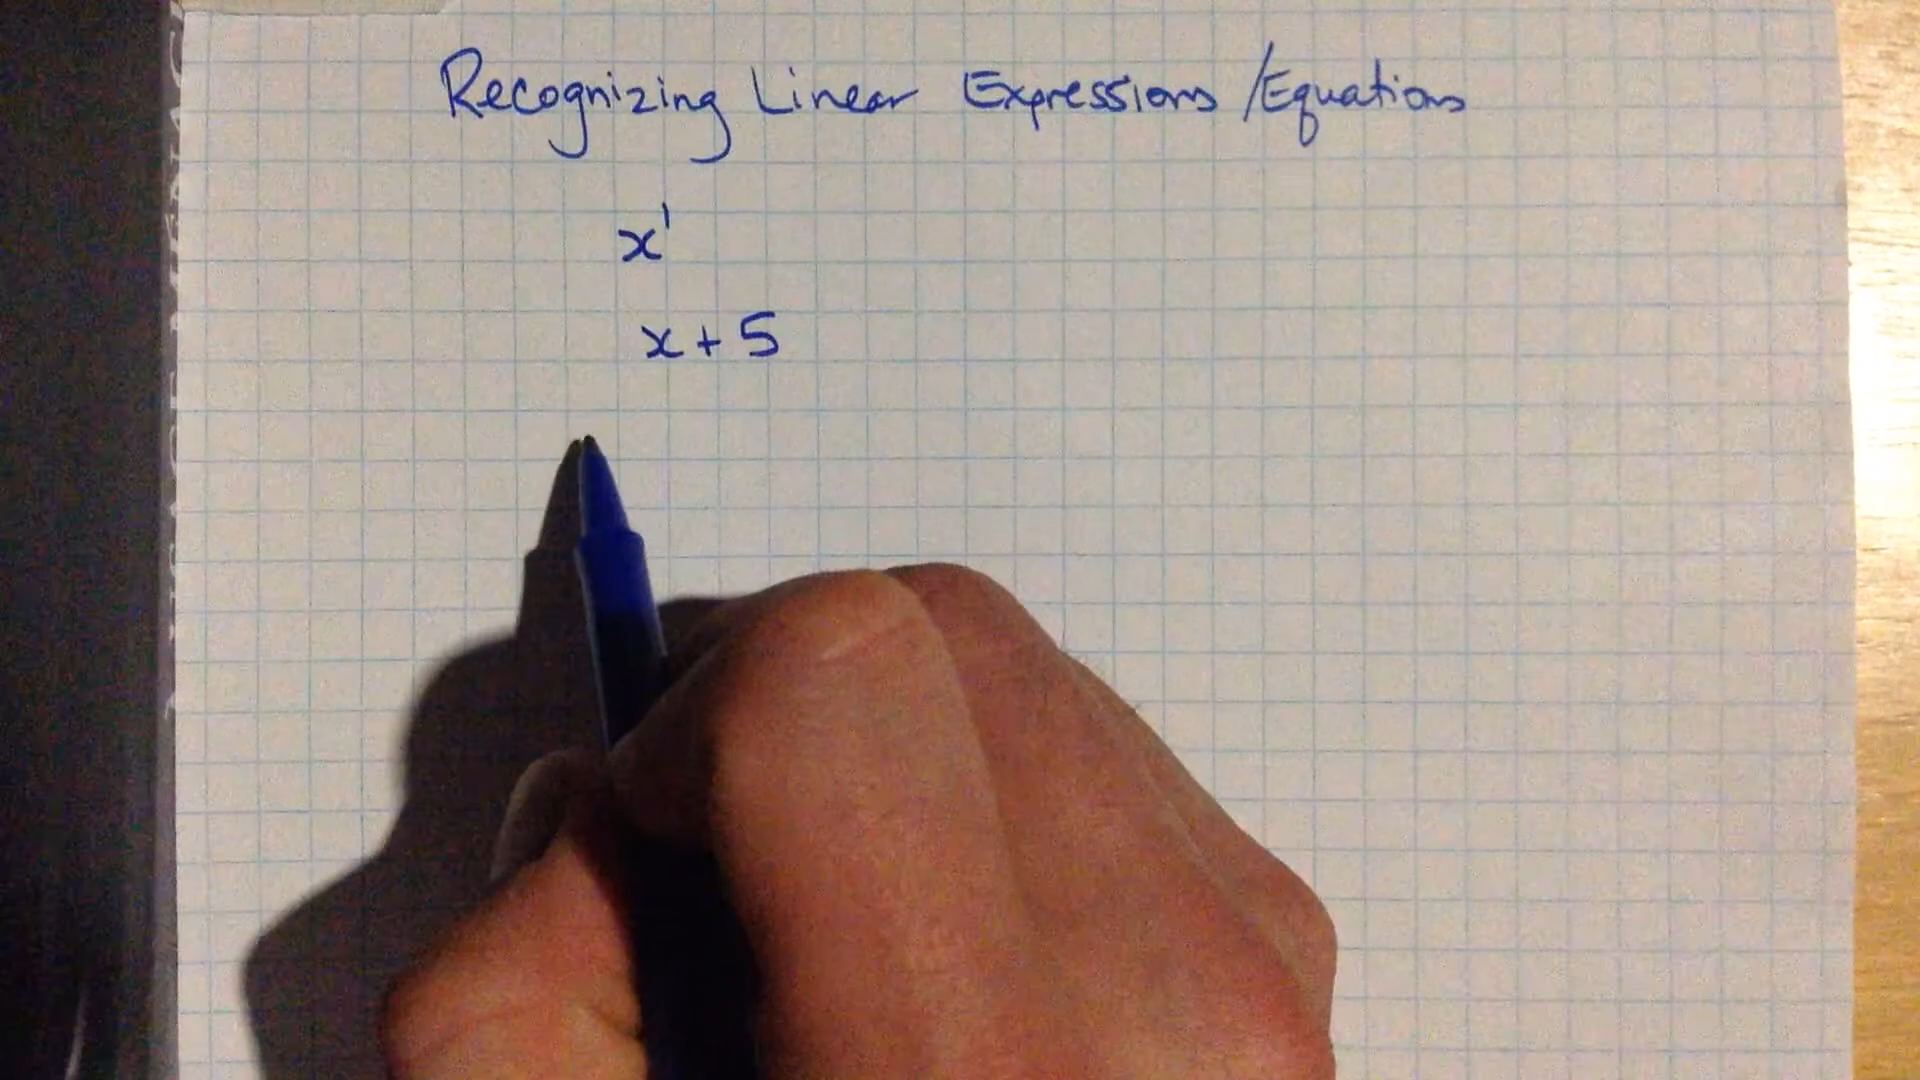 Recognizing Linear Expressions /Equations
x¹
x + 5